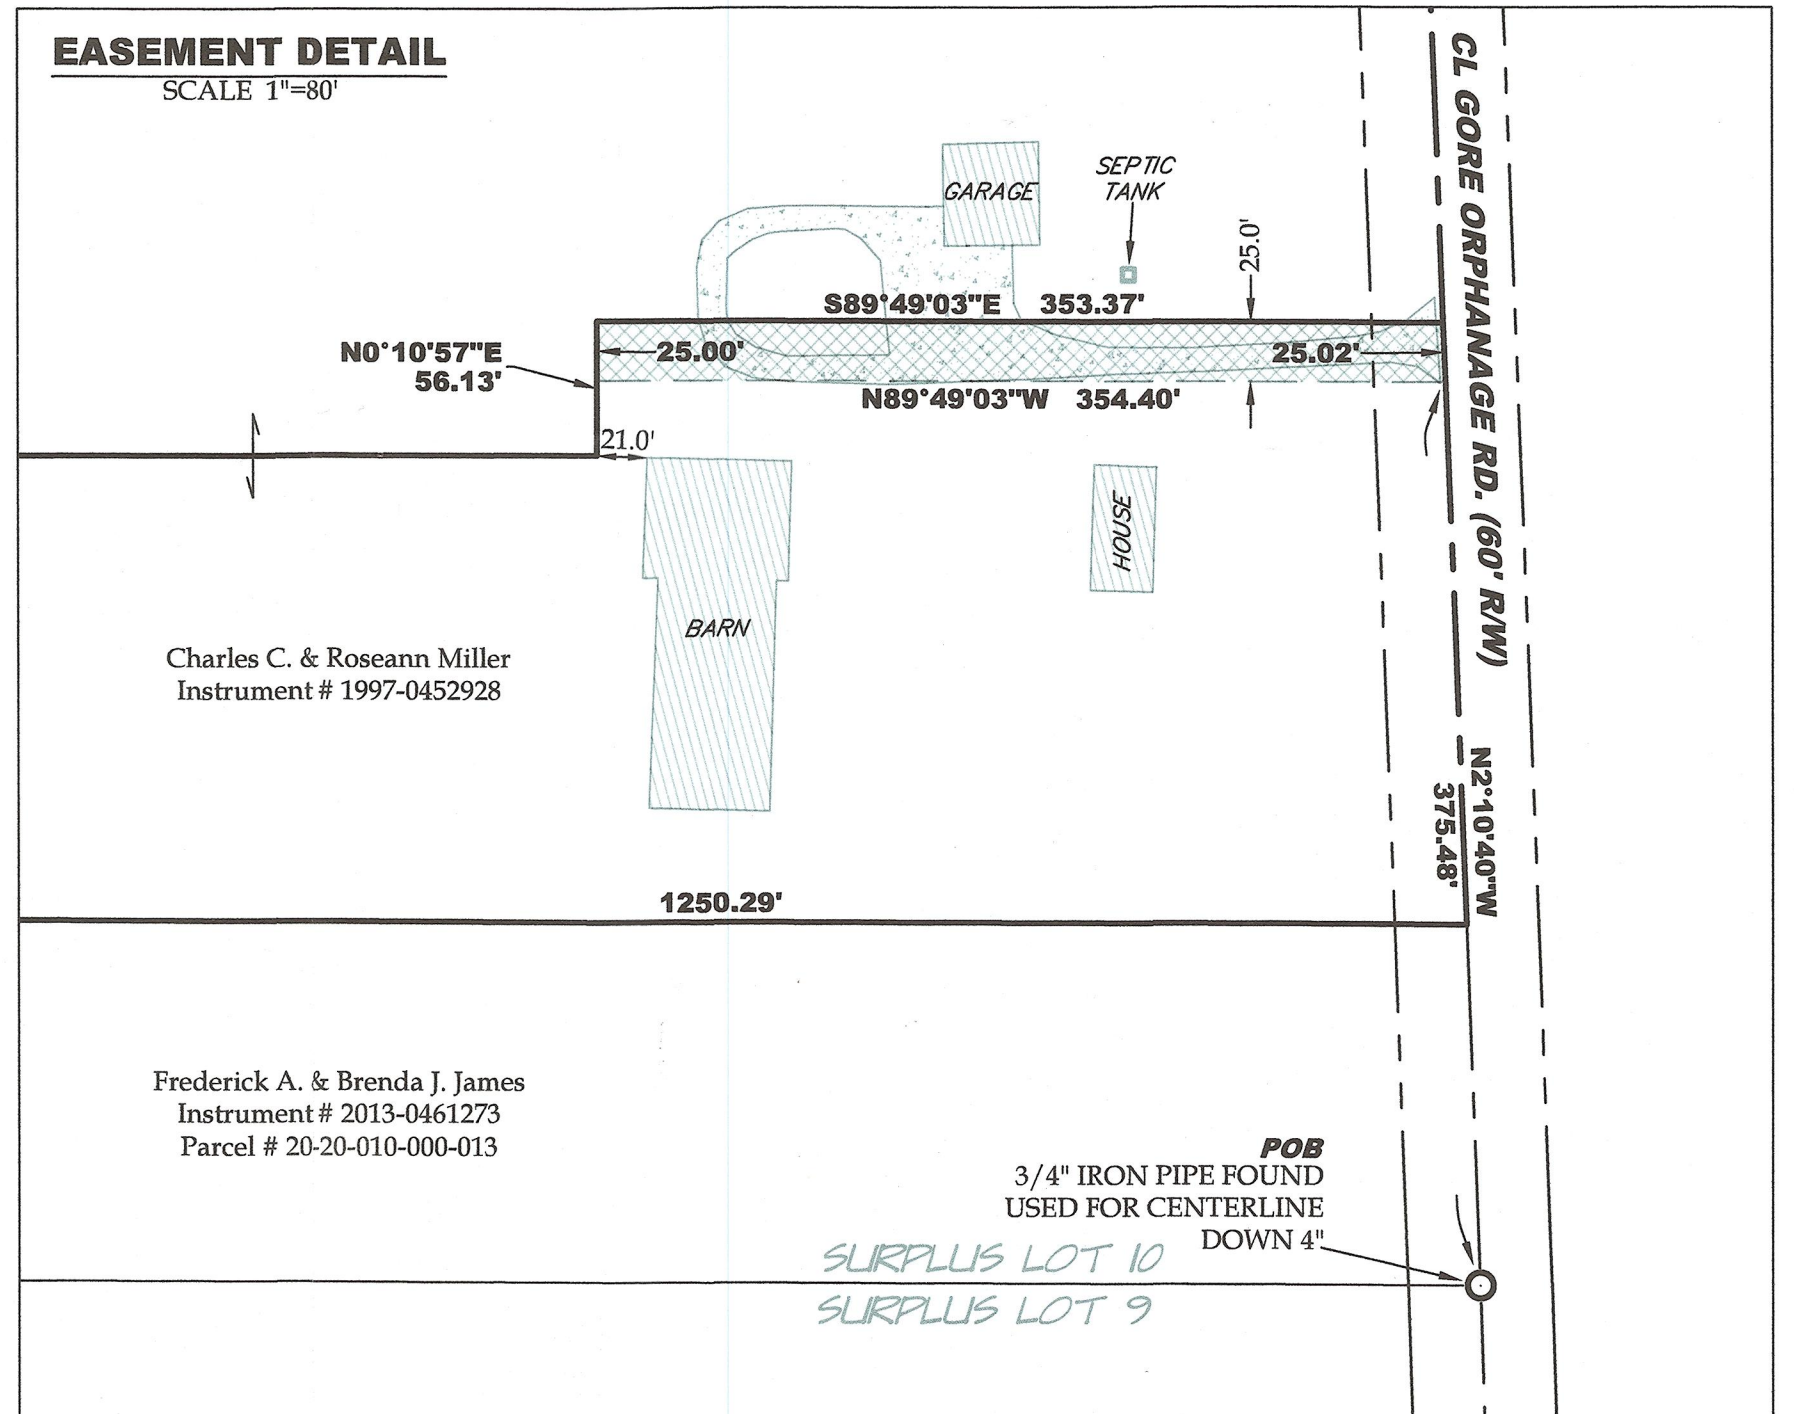 EASEMENT DETAIL
SCALE 1"=80'
CL GORE ORPHANAGE RD. (60' R/W)
GARAGE
SEPTIC
TANK
25.0'
S89°49'03"E 353.37'
N0°10'57"E
56.13'
25.00'
25.02'
N89°49'03"W 354.40'
21.0'
HOUSE
BARN
Charles C. & Roseann Miller
Instrument # 1997-0452928
N2°10'40"W
375.48'
1250.29'
Frederick A. & Brenda J. James
Instrument # 2013-0461273
Parcel # 20-20-010-000-013
POB
3/4" IRON PIPE FOUND
USED FOR CENTERLINE
DOWN 4"
SURPLUS LOT 10
SURPLUS LOT 9